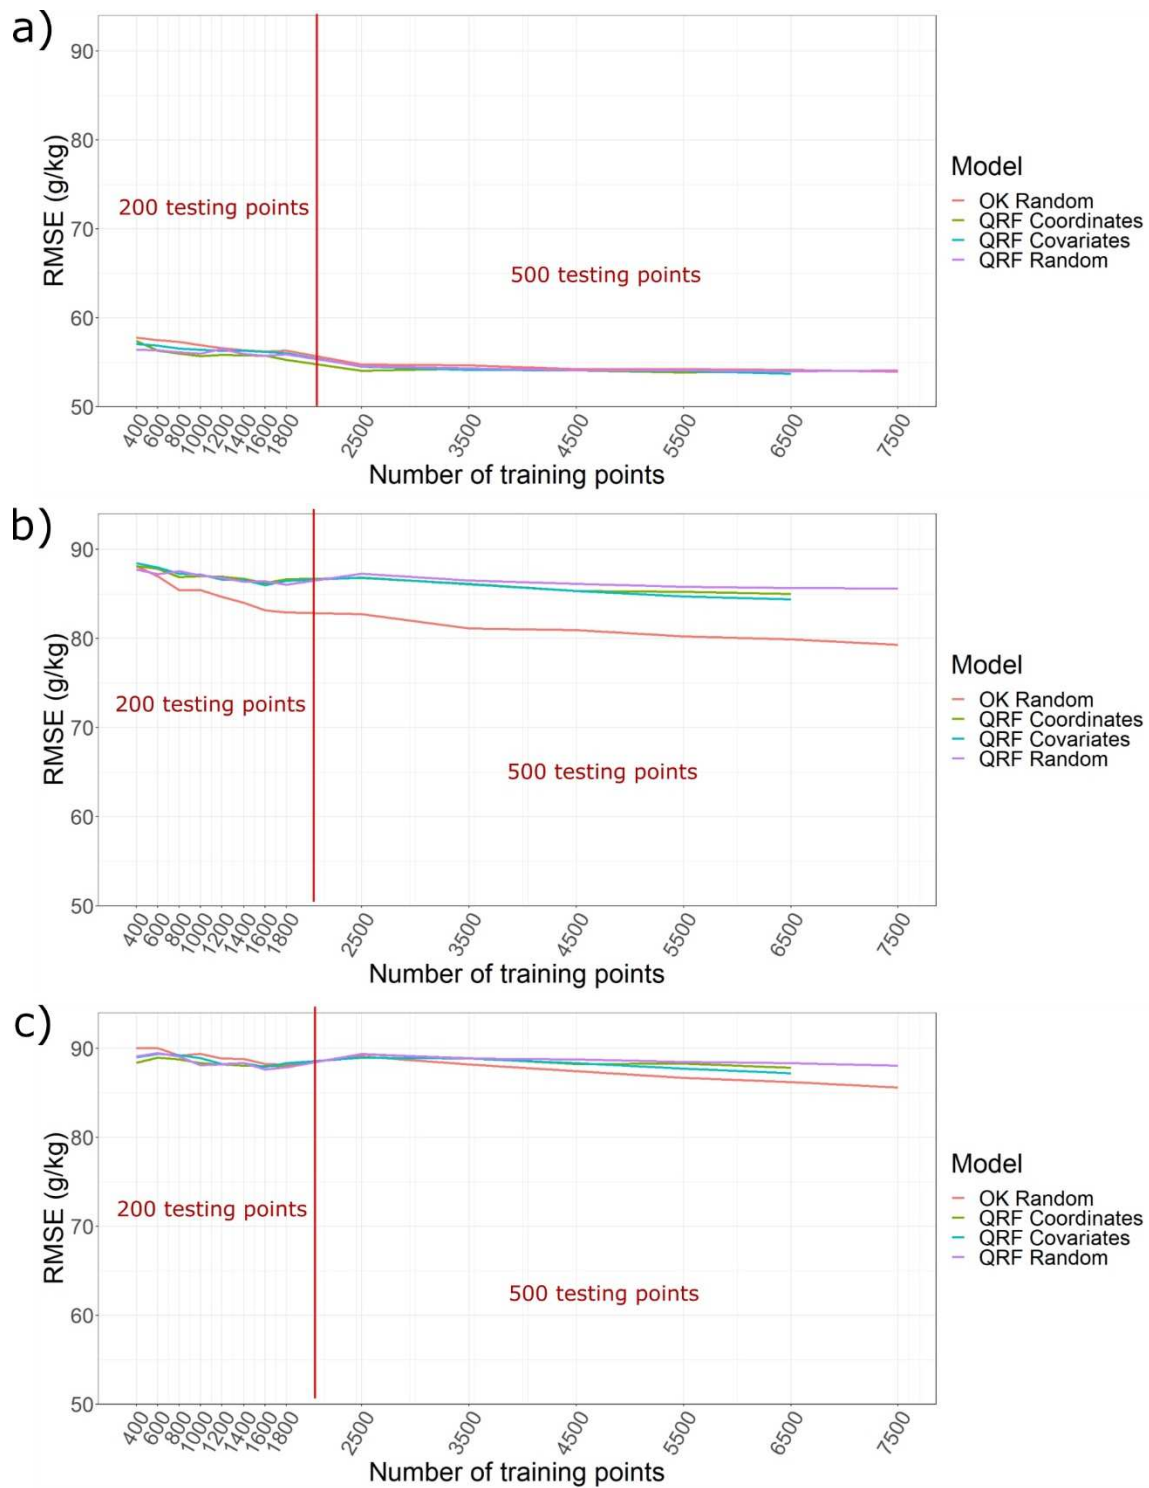 a)
90
80
70
60
50
RMSE (g/kg)
200 testing points
500 testing points
400
600
800
1000
1200
1400
1600
1800
2500
3500
4500
5500
6500
7500
Number of training points
Model
OK Random
QRF Coordinates
QRF Covariates
QRF Random
b)
90
80
70
60
50
RMSE (g/kg)
200 testing points
500 testing points
400
600
800
1000
1200
1400
1600
1800
2500
3500
4500
5500
6500
7500
Number of training points
Model
OK Random
QRF Coordinates
QRF Covariates
QRF Random
c)
90
80
70
60
50
RMSE (g/kg)
200 testing points
500 testing points
400
600
800
1000
1200
1400
1600
1800
2500
3500
4500
5500
6500
7500
Number of training points
Model
OK Random
QRF Coordinates
QRF Covariates
QRF Random